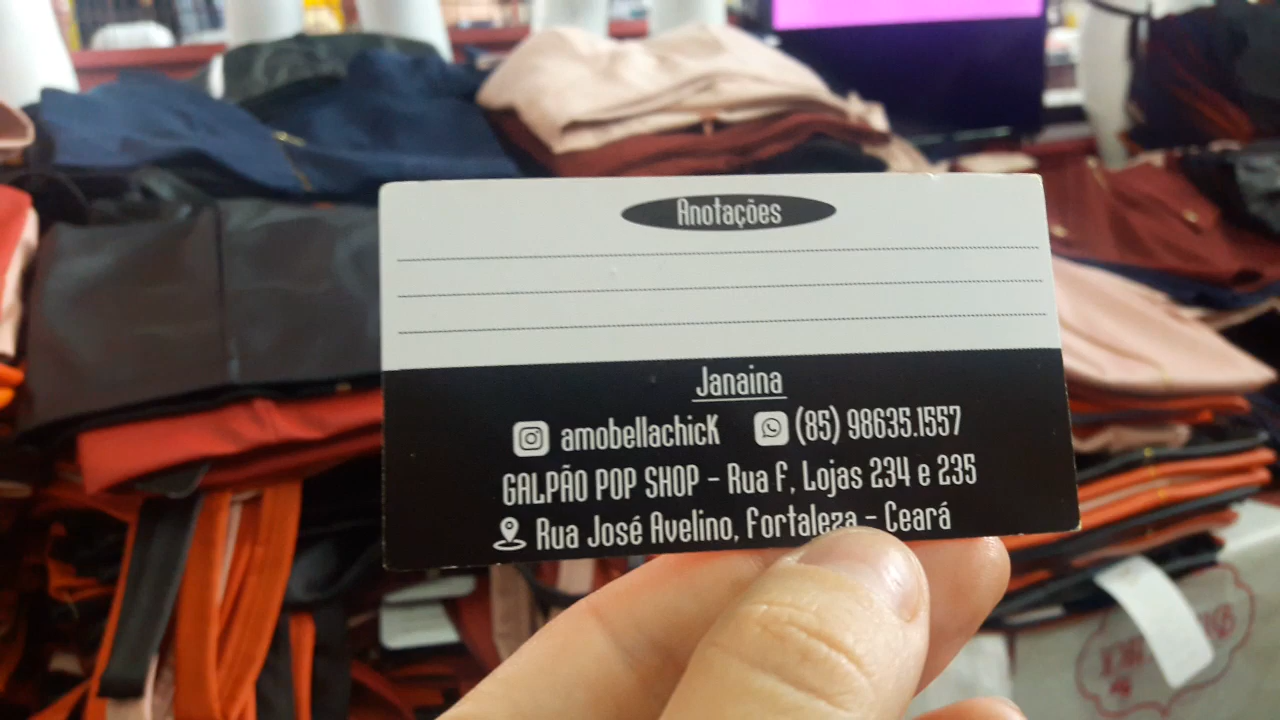 Anotações
Janaina
amobellachicK (85) 98635.1557
GALPÃO POP SHOP - Rua F, Lojas 234 e 235
Rua José Avelino, Fortaleza - Ceará